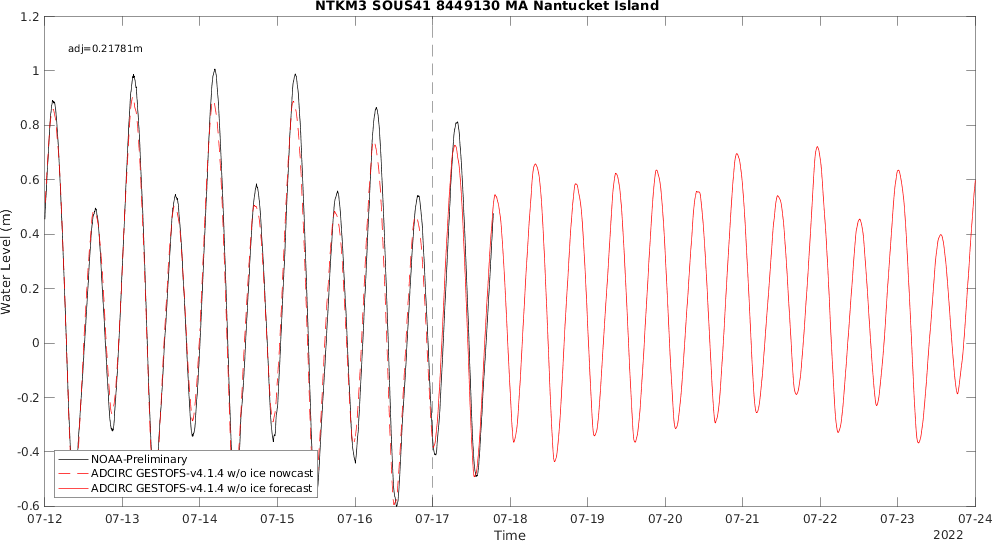 NTKM3 SOUS41 8449130 MA Nantucket Island
1.2
1
0.8
0.6
0.4
0.2
0
-0.2
-0.4
-0.6
Water Level (m)
adj=0.21781m
NOAA-Preliminary
ADCIRC GESTOFS-v4.1.4 w/o ice nowcast
ADCIRC GESTOFS-v4.1.4 w/o ice forecast
07-12 07-13 07-14 07-15 07-16 07-17 07-18 07-19 07-20 07-21 07-22 07-23 07-24
Time
2022